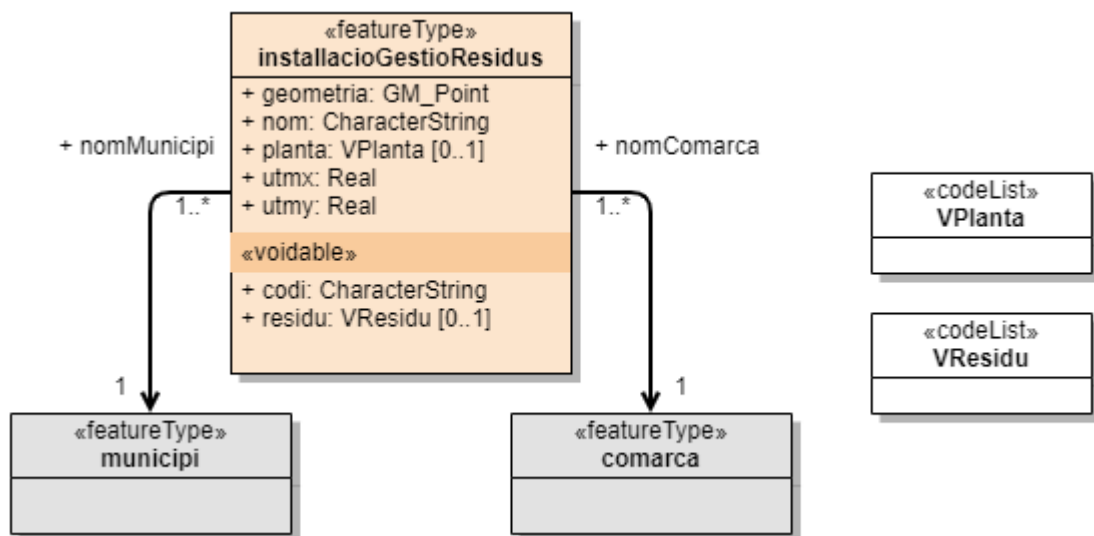 «featureType»
installacioGestioResidus
+ geometria: GM_Point
+ nom: CharacterString
+ planta: VPlanta [0..1]
+ utmx: Real
+ utmy: Real
«voidable»
+ codi: CharacterString
+ residu: VResidu [0..1]
+ nomMunicipi
1..*
1
+ nomComarca
1..*
1
«featureType»
municipi
«featureType»
comarca
«codeList»
VPlanta
«codeList»
VResidu